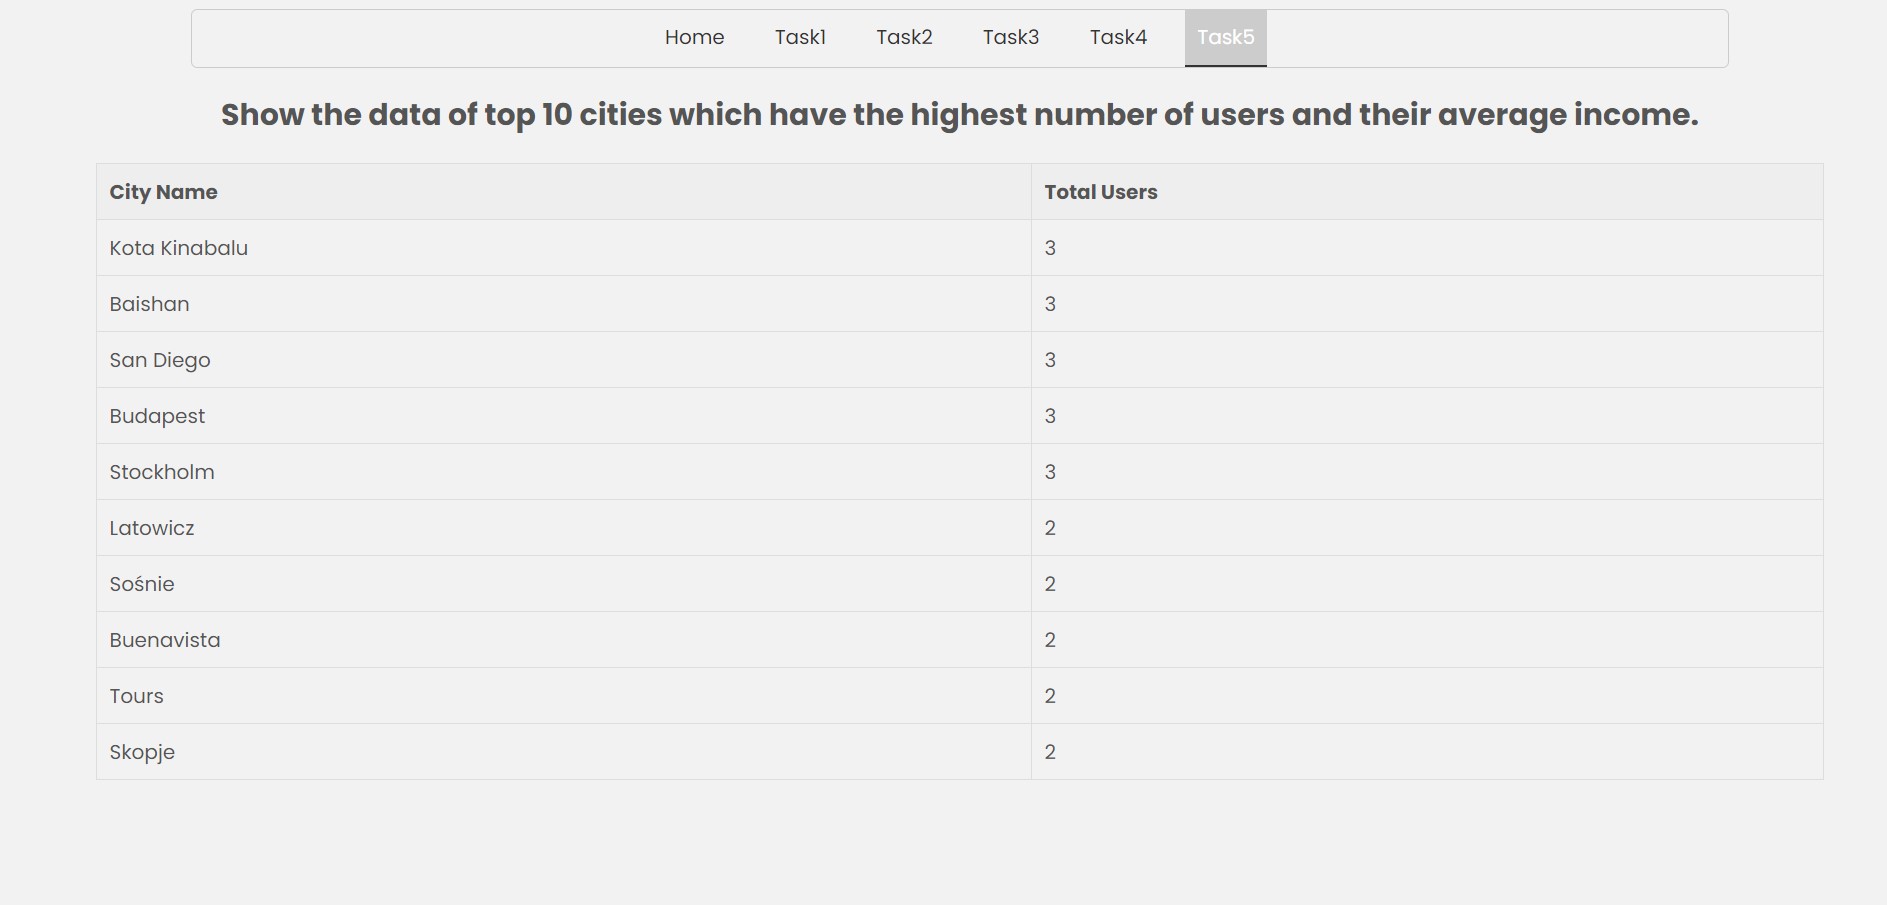 Home Task1 Task2 Task3 Task4 Task5
Show the data of top 10 cities which have the highest number of users and their average income.
City Name Total Users
Kota Kinabalu 3
Baishan 3
San Diego 3
Budapest 3
Stockholm 3
Latowicz 2
Sośnie 2
Buenavista 2
Tours 2
Skopje 2